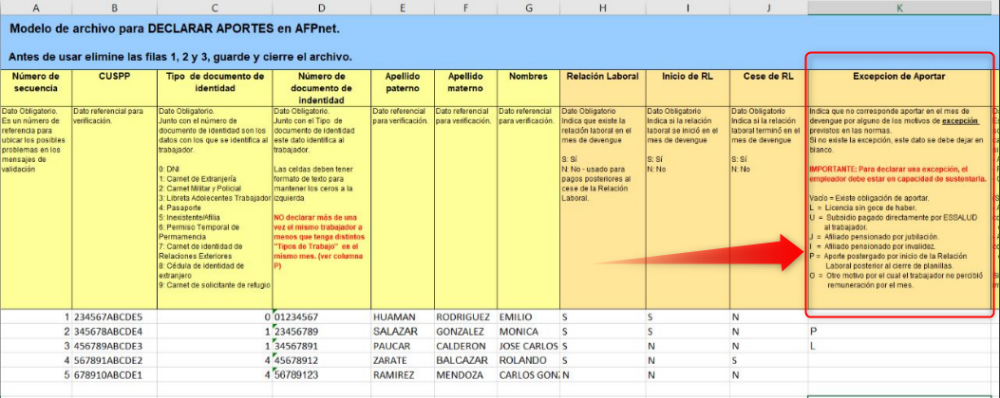 A B C D E F G H I J K
Modelo de archivo para DECLARAR APORTES en AFPnet.
Antes de usar elimine las filas 1, 2 y 3, guarde y cierre el archivo.
Número de secuencia
CUSPP
Tipo de documento de identidad
Número de documento de indentidad
Apellido paterno
Apellido materno
Nombres
Relación Laboral
Inicio de RL
Cese de RL
Excepcion de Aportar
Dato Obligatorio.
Es un número de
referencia para
ubicar los posibles
problemas en los
mensajes de
validación
Dato referencial para
verificación.
Dato Obligatorio.
Junto con el número de
documento de identidad son los
datos con los que se identifica al
trabajador.
0: DNI
1: Carnet de Extranjería
2: Carnet Militar y Policial
3: Libreta Adolecentes Trabajador
4: Pasaporte
5: Inexistente/Afilia
6: Permiso Temporal de
Permamencia
7: Carnet de identidad de
Relaciones Exteriores
8: Cédula de identidad de
extranjero
9: Carnet de solicitante de refugio
Dato Obligatorio.
Junto con el Tipo de
documento de identidad
este dato identifica al
trabajador.
Las celdas deben tener
formato de texto para
mantener los ceros a la
izquierda
NO declarar más de una
vez el mismo trabajador a
menos que tenga distintos
"Tipos de Trabajo" en el
mismo mes. (ver columna
P)
Dato referencial
para verificación.
Dato referencial
para verificación.
Dato referencial
para verificación.
Dato Obligatorio
Indica que existe la
relación laboral en el
mes de devengue
S: Sí
N: No - usado para
pagos posteriores al
cese de la Relación
Laboral.
Dato Obligatorio
Indica si la relación
laboral se inició en el
mes de devengue
S: Sí
N: No
Dato Obligatorio
Indica si la relación
laboral terminó en el
mes de devengue
S: Sí
N: No
Indica que no corresponde aportar en el mes de
devengue por alguno de los motivos de excepción
previstos en las normas.
Si no existe la excepción, este dato se debe dejar en
blanco.
IMPORTANTE: Para declarar una excepción, el
empleador debe estar en capacidad de sustentarla.
Vacío = Existe obligación de aportar.
L = Licencia sin goce de haber.
U = Subsidio pagado directamente por ESSALUD
al trabajador.
J = Afiliado pensionado por jubilación.
I = Afiliado pensionado por invalidez.
P = Aporte postergado por inicio de la Relación
Laboral posterior al cierre de planillas.
O = Otro motivo por el cual el trabajador no percibió
remuneración por el mes.
1 234567ABCDE5 0 01234567 HUAMAN RODRIGUEZ EMILIO S S N
2 345678ABCDE4 1 23456789 SALAZAR GONZALEZ MONICA S S N P
3 456789ABCDE3 1 34567891 PAUCAR CALDERON JOSE CARLOS S N N L
4 567891ABCDE2 4 45678912 ZARATE BALCAZAR ROLANDO S N S
5 678910ABCDE1 4 56789123 RAMIREZ MENDOZA CARLOS GONZ N N N